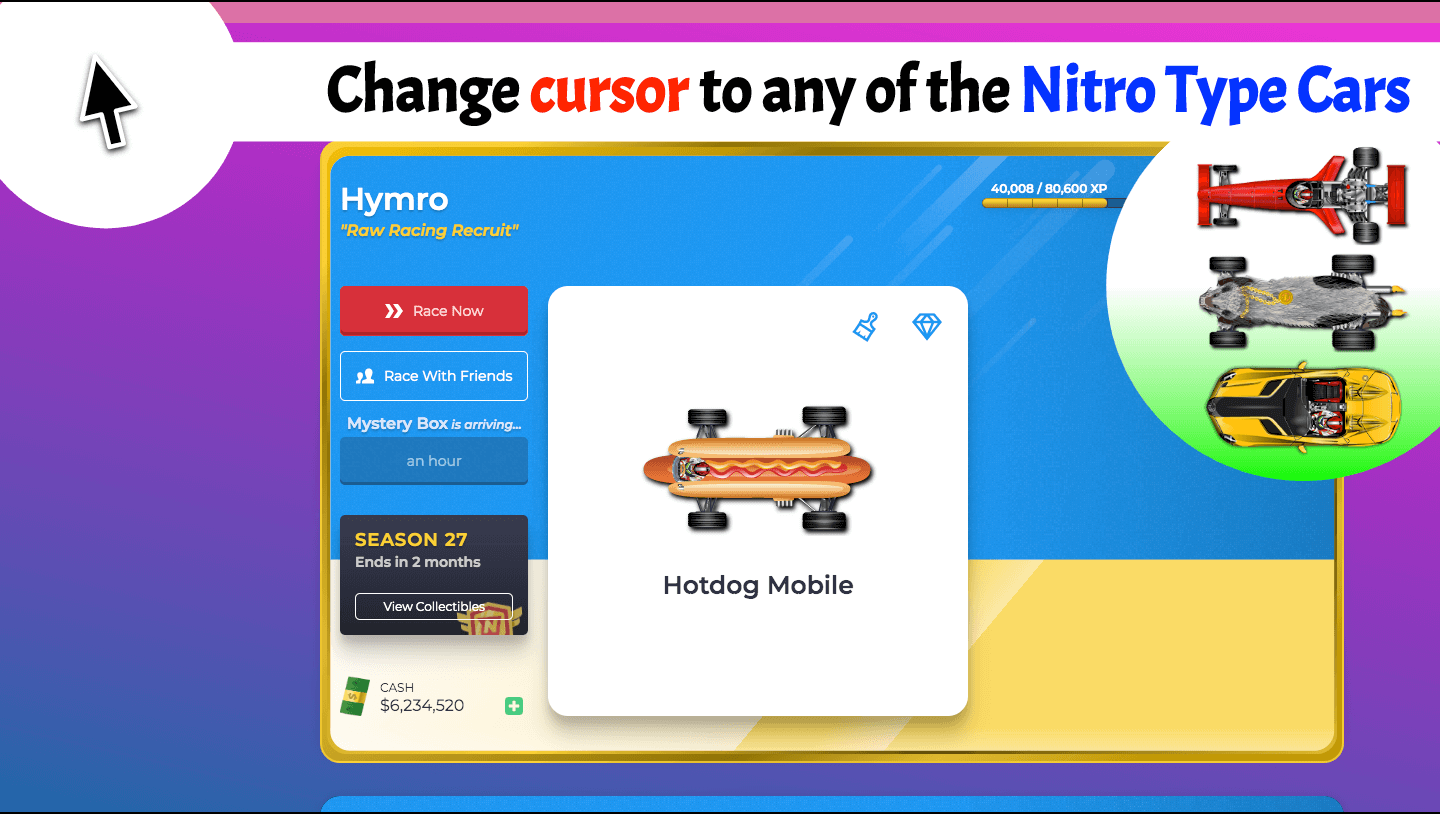 Change cursor to any of the Nitro Type Cars
Hymro
"Raw Racing Recruit"
40,008 / 80,600 XP
Race Now
Race With Friends
Mystery Box is arriving...
an hour
SEASON 27
Ends in 2 months
View Collectibles
N
CASH
$6,234,520
Hotdog Mobile